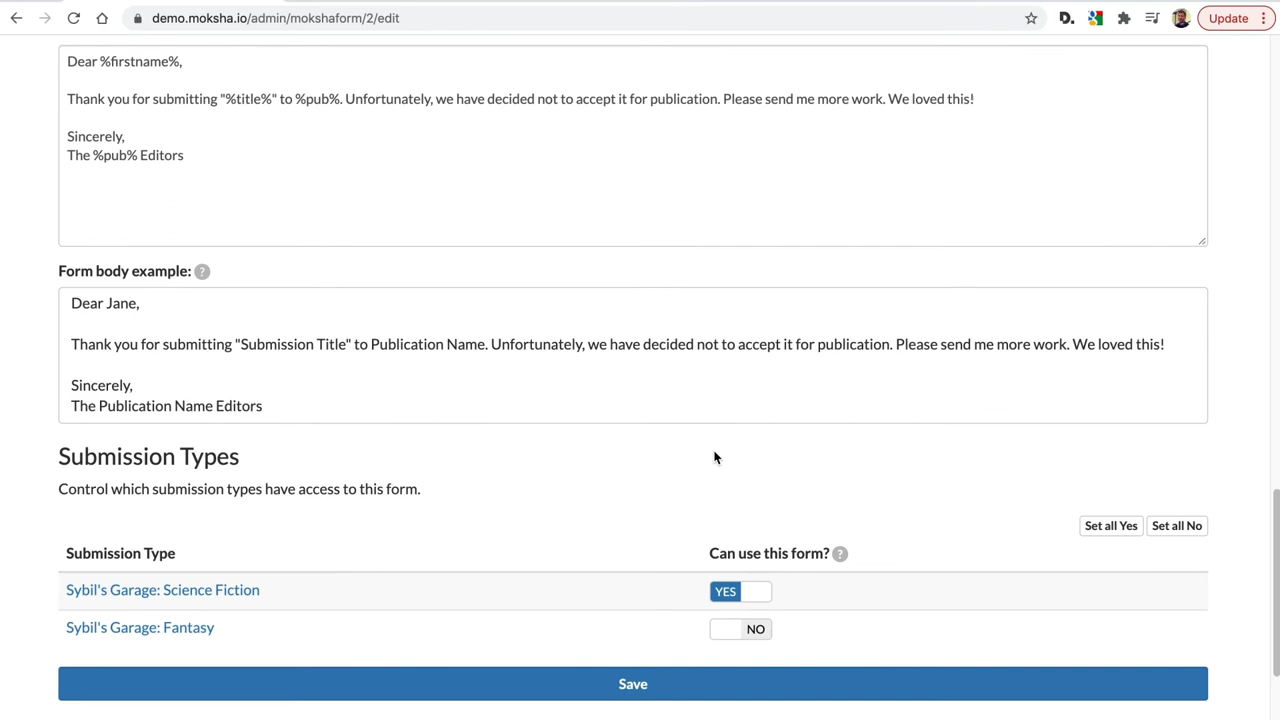 demo.moksha.io/admin/mokshaform/2/edit
D.
Update
Dear %firstname%,
Thank you for submitting "%title%" to %pub%. Unfortunately, we have decided not to accept it for publication. Please send me more work. We loved this!
Sincerely,
The %pub% Editors
Form body example: ?
Dear Jane,
Thank you for submitting "Submission Title" to Publication Name. Unfortunately, we have decided not to accept it for publication. Please send me more work. We loved this!
Sincerely,
The Publication Name Editors
Submission Types
Control which submission types have access to this form.
Set all Yes Set all No
Submission Type Can use this form? ?
Sybil's Garage: Science Fiction YES
Sybil's Garage: Fantasy NO
Save